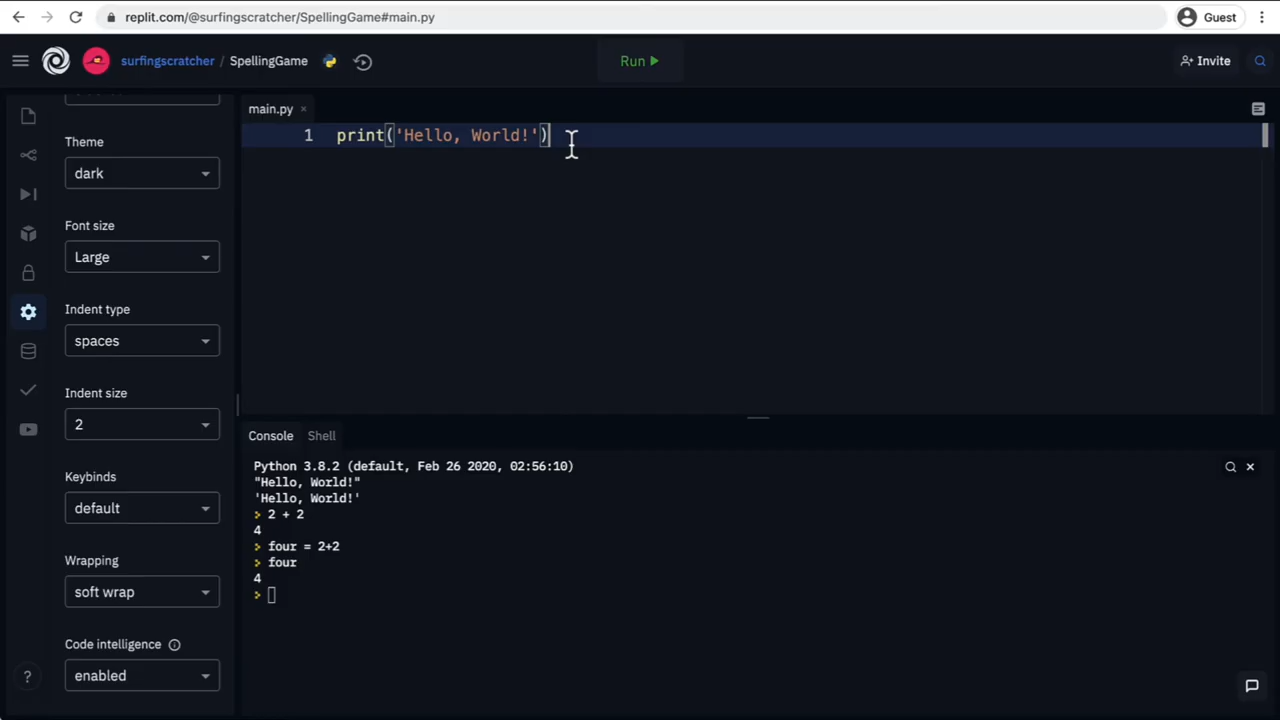 replit.com/@surfingscratcher/SpellingGame#main.py
Guest
surfingscratcher / SpellingGame
Run
Invite
main.py ×
1 print('Hello, World!')
Theme
dark
Font size
Large
Indent type
spaces
Indent size
2
Keybinds
default
Wrapping
soft wrap
Code intelligence
enabled
?
Console Shell
Python 3.8.2 (default, Feb 26 2020, 02:56:10)
"Hello, World!"
'Hello, World!'
> 2 + 2
4
> four = 2+2
> four
4
>